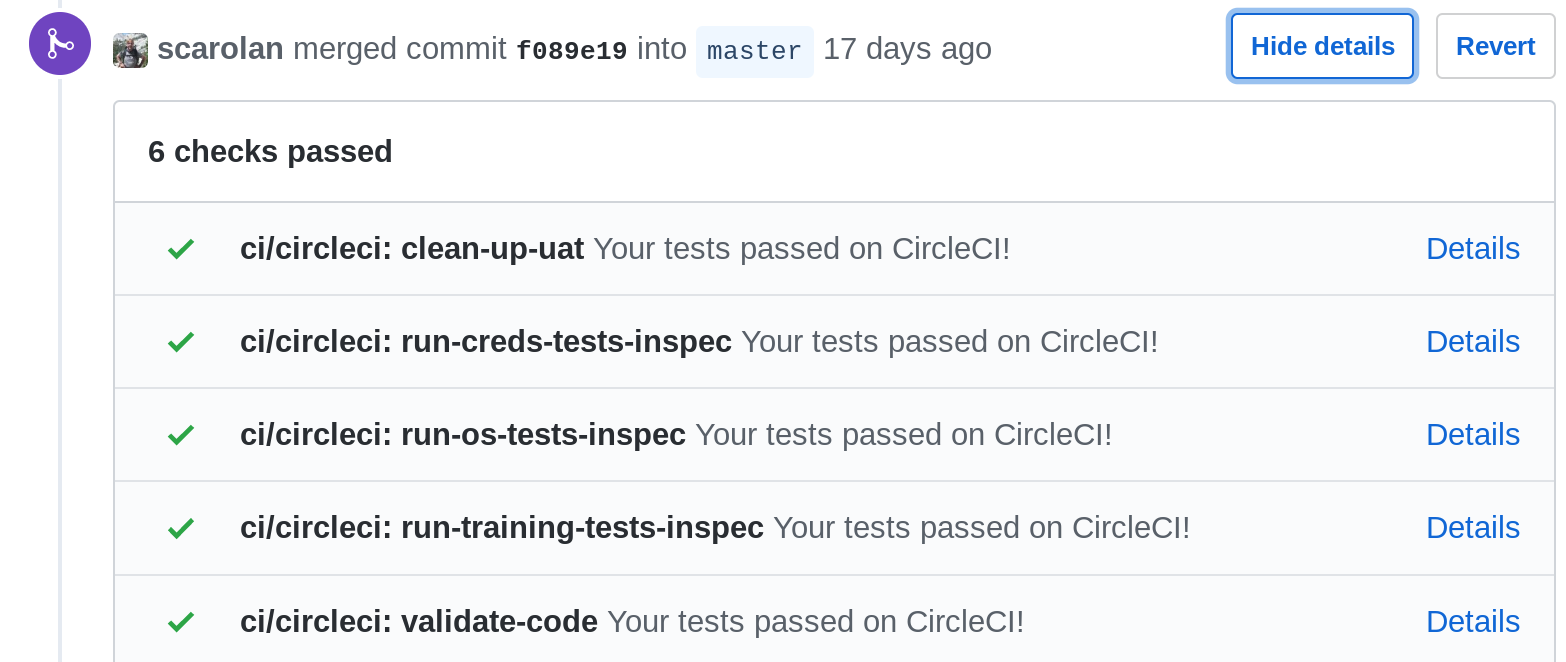 scarolan merged commit f089e19 into master 17 days ago Hide details Revert
6 checks passed
ci/circleci: clean-up-uat Your tests passed on CircleCI! Details
ci/circleci: run-creds-tests-inspec Your tests passed on CircleCI! Details
ci/circleci: run-os-tests-inspec Your tests passed on CircleCI! Details
ci/circleci: run-training-tests-inspec Your tests passed on CircleCI! Details
ci/circleci: validate-code Your tests passed on CircleCI! Details